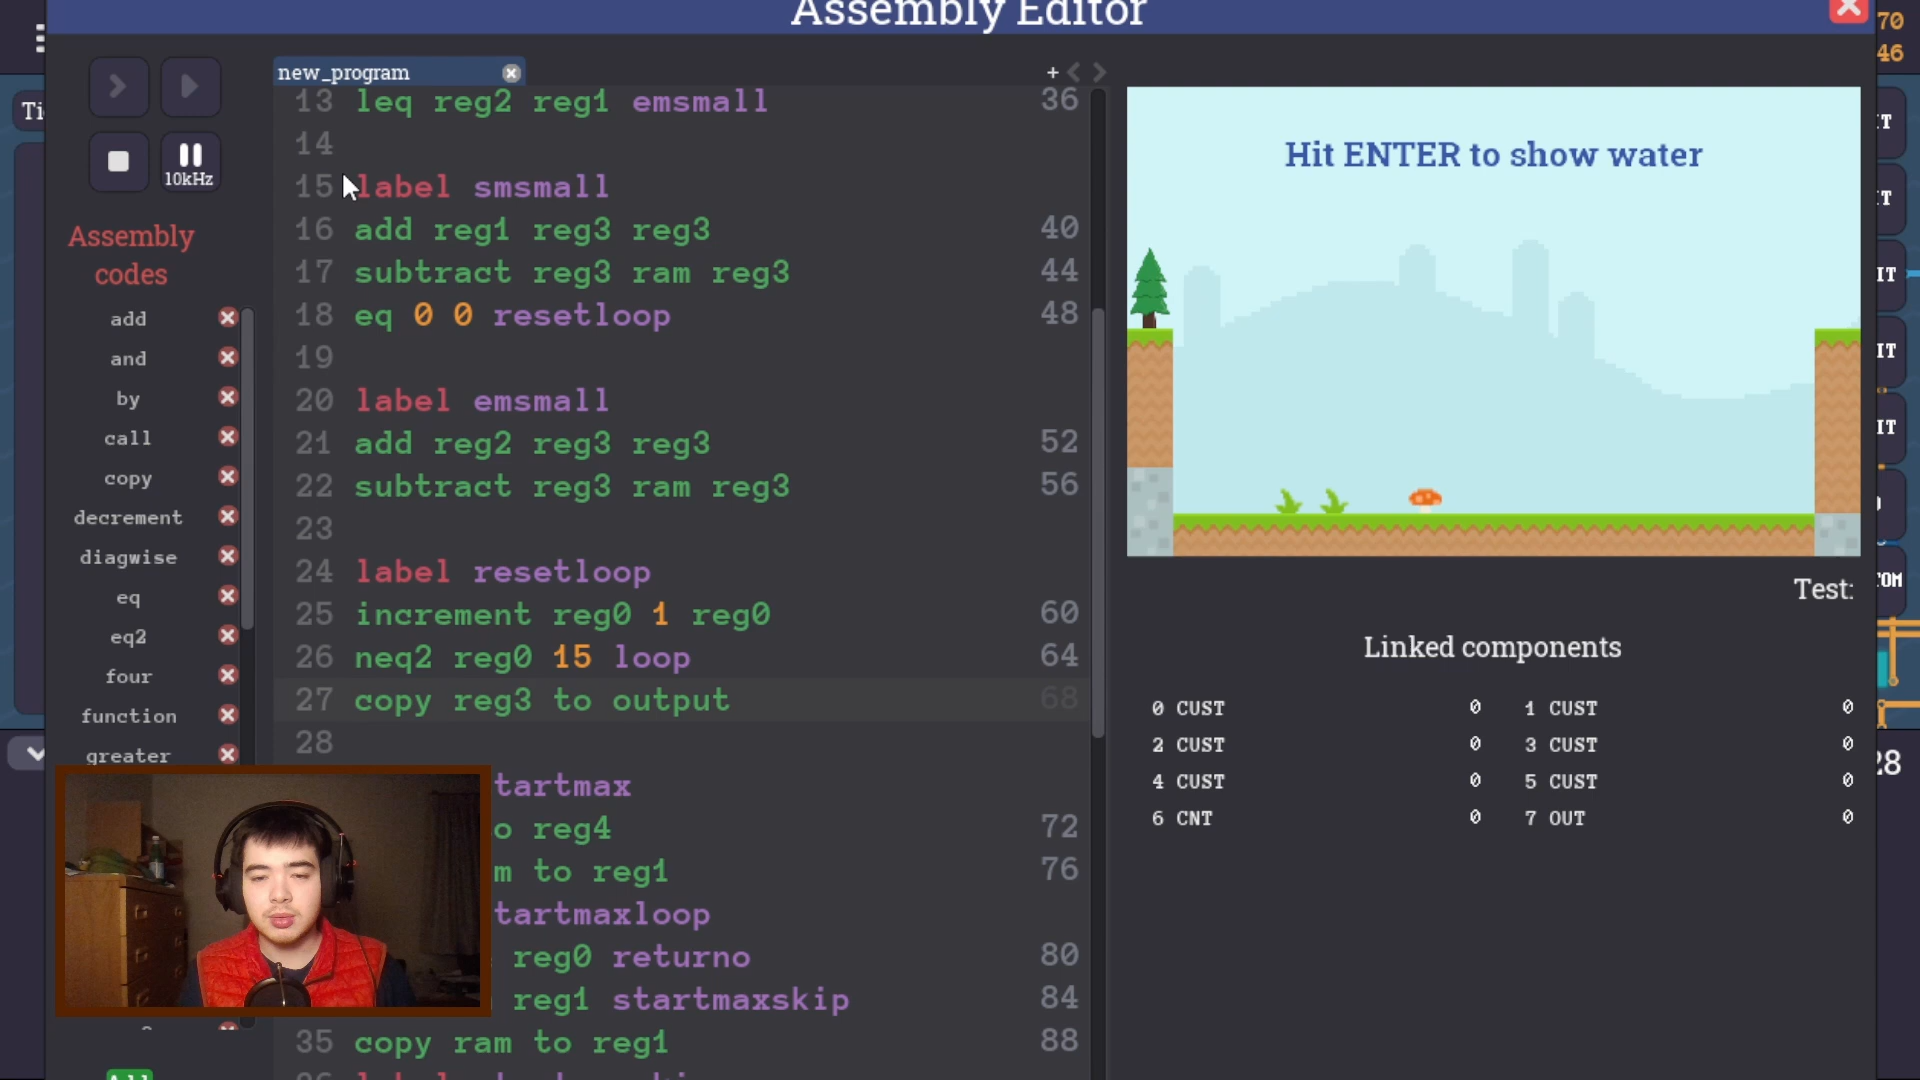 Assembly Editor
70
46
new_program
+
10kHz
Assembly
codes
add
and
by
call
copy
decrement
diagwise
eq
eq2
four
function
greater
13 leq reg2 reg1 emsmall 36
14
15 label smsmall
16 add reg1 reg3 reg3 40
17 subtract reg3 ram reg3 44
18 eq 0 0 resetloop 48
19
20 label emsmall
21 add reg2 reg3 reg3 52
22 subtract reg3 ram reg3 56
23
24 label resetloop
25 increment reg0 1 reg0 60
26 neq2 reg0 15 loop 64
27 copy reg3 to output 68
28
tartmax
o reg4 72
m to reg1 76
tartmaxloop
reg0 returno 80
reg1 startmaxskip 84
35 copy ram to reg1 88
Hit ENTER to show water
Test:
Linked components
0 CUST 0 1 CUST 0
2 CUST 0 3 CUST 0
4 CUST 0 5 CUST 0
6 CNT 0 7 OUT 0
Ti
IT
IT
IT
IT
IT
TOM
28